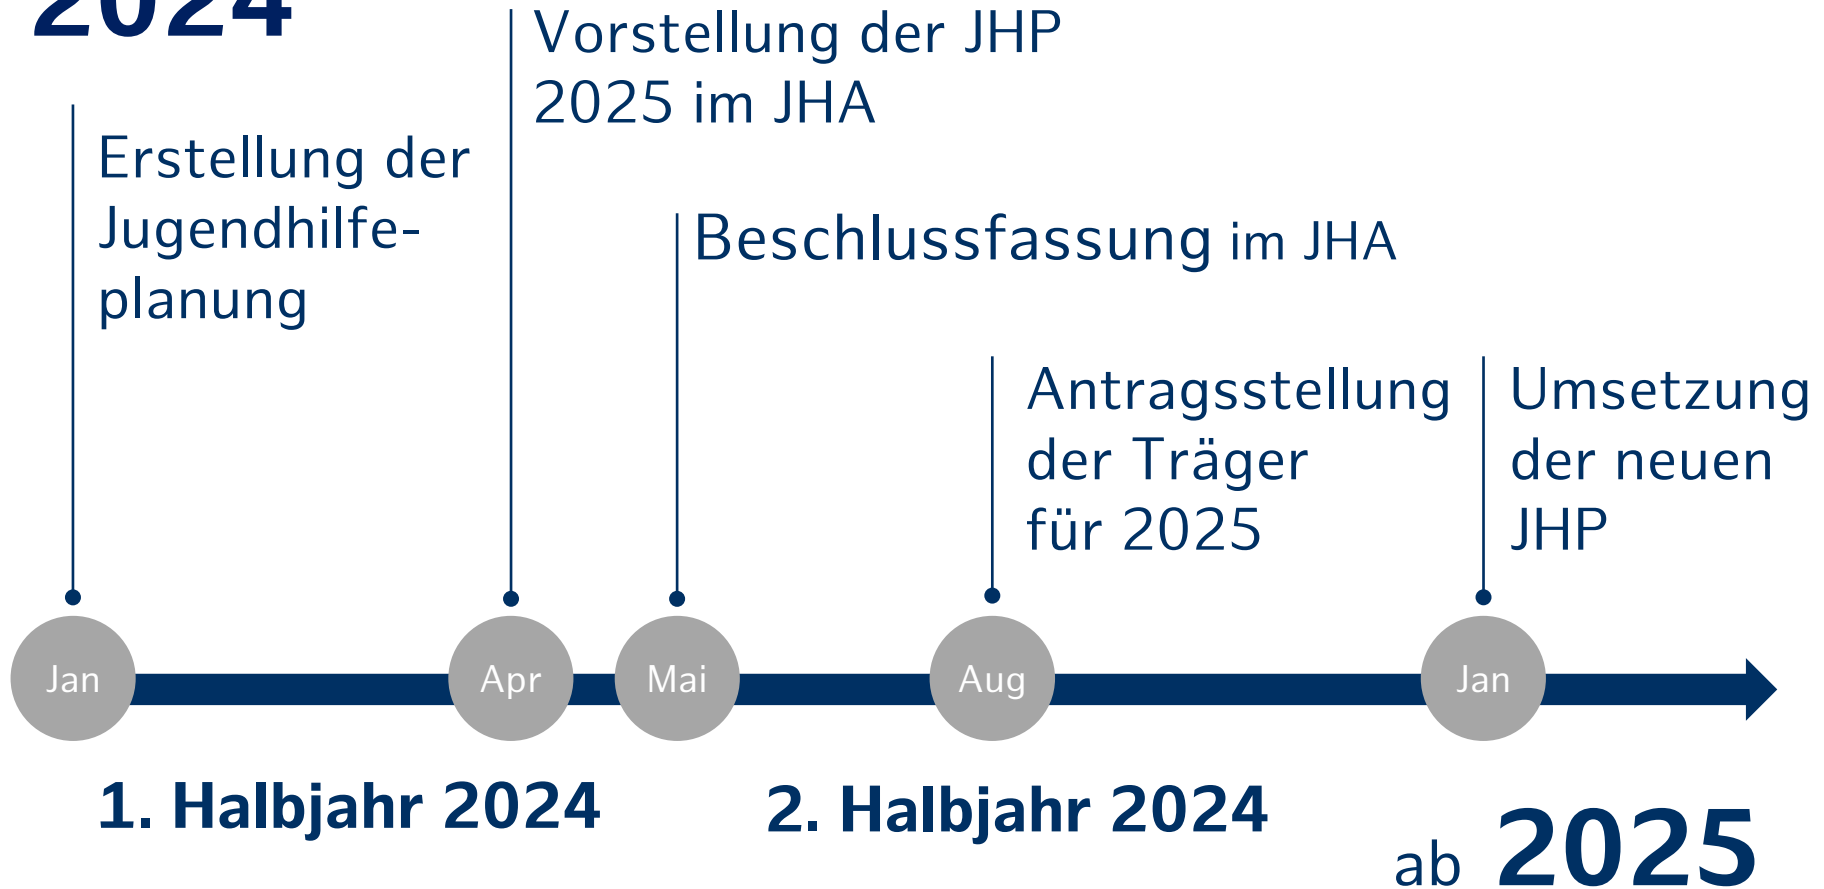 2024
Vorstellung der JHP
2025 im JHA
Erstellung der
Jugendhilfe-
planung
Beschlussfassung im JHA
Antragsstellung
der Träger
für 2025
Umsetzung
der neuen
JHP
Jan
Apr
Mai
Aug
Jan
1. Halbjahr 2024
2. Halbjahr 2024
ab 2025